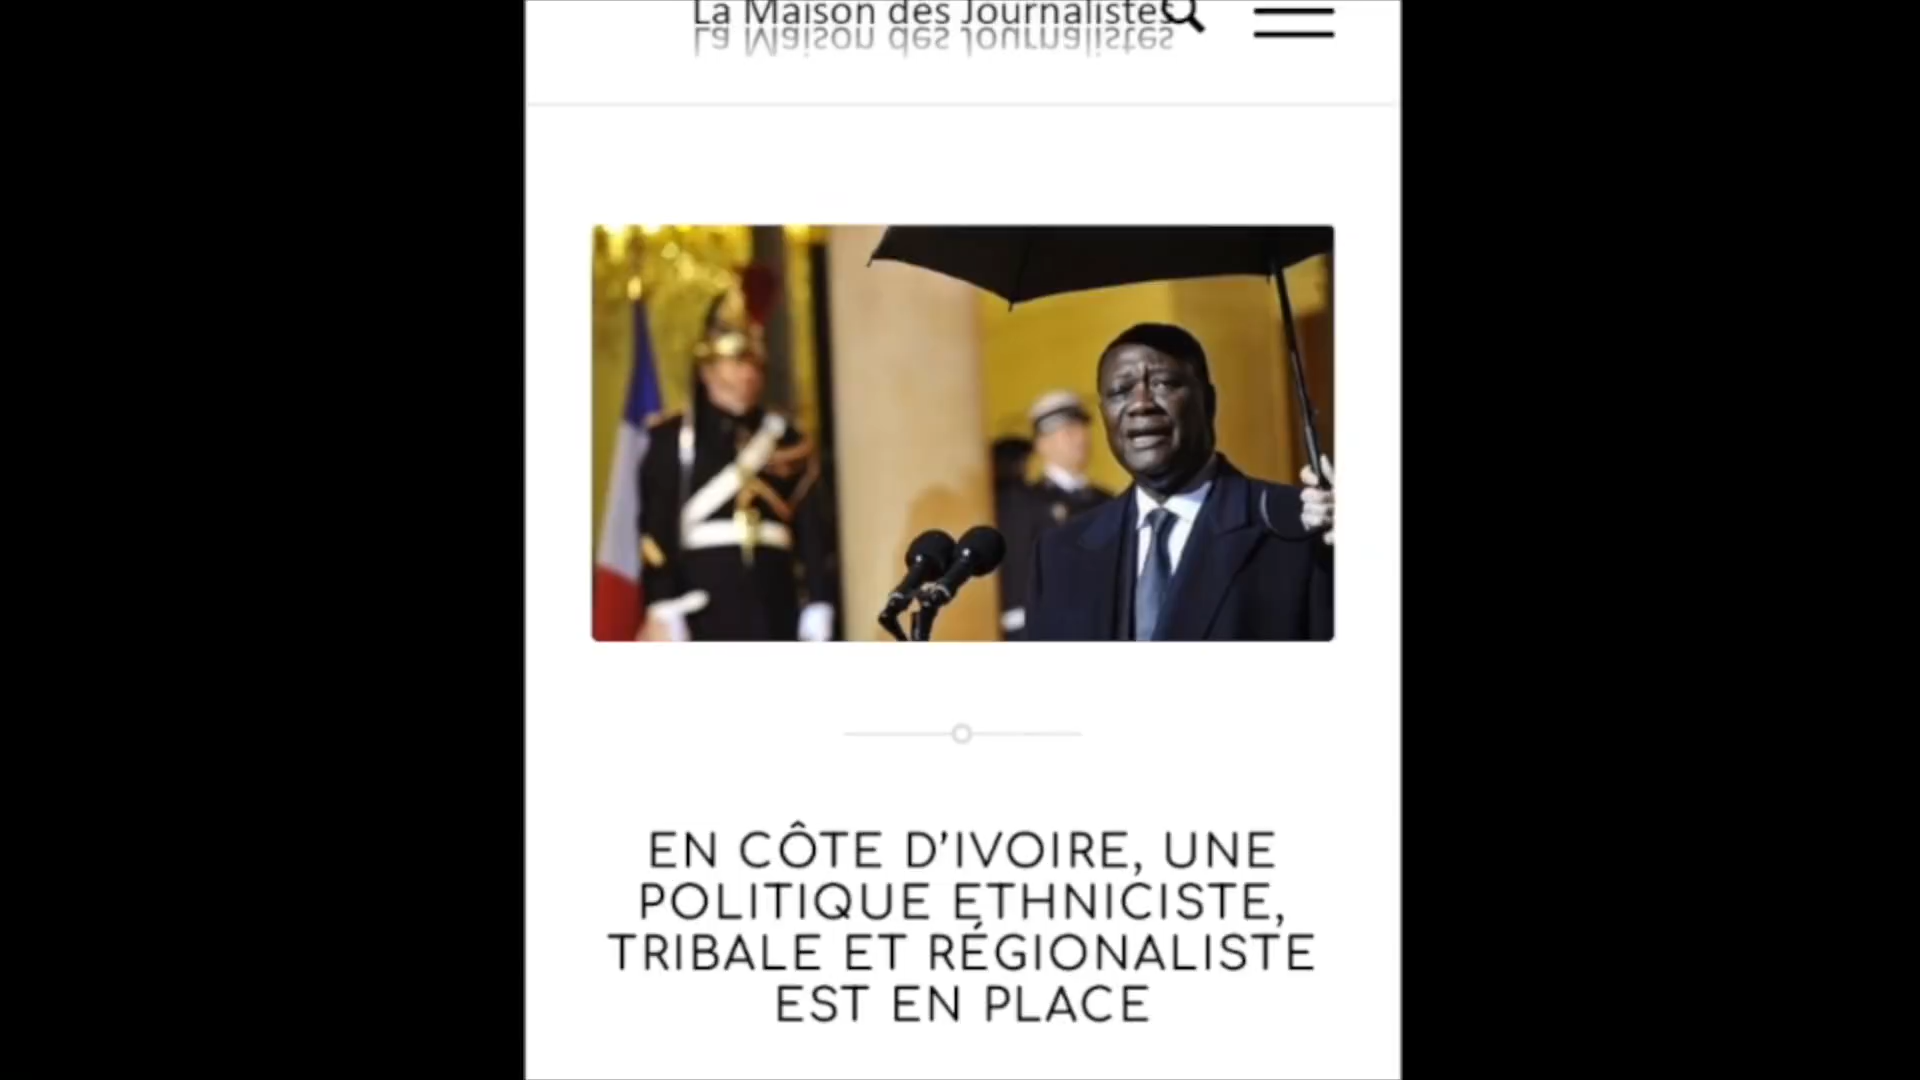 La Maison des Journalistes
EN CÔTE D’IVOIRE, UNE
POLITIQUE ETHNICISTE,
TRIBALE ET RÉGIONALISTE
EST EN PLACE